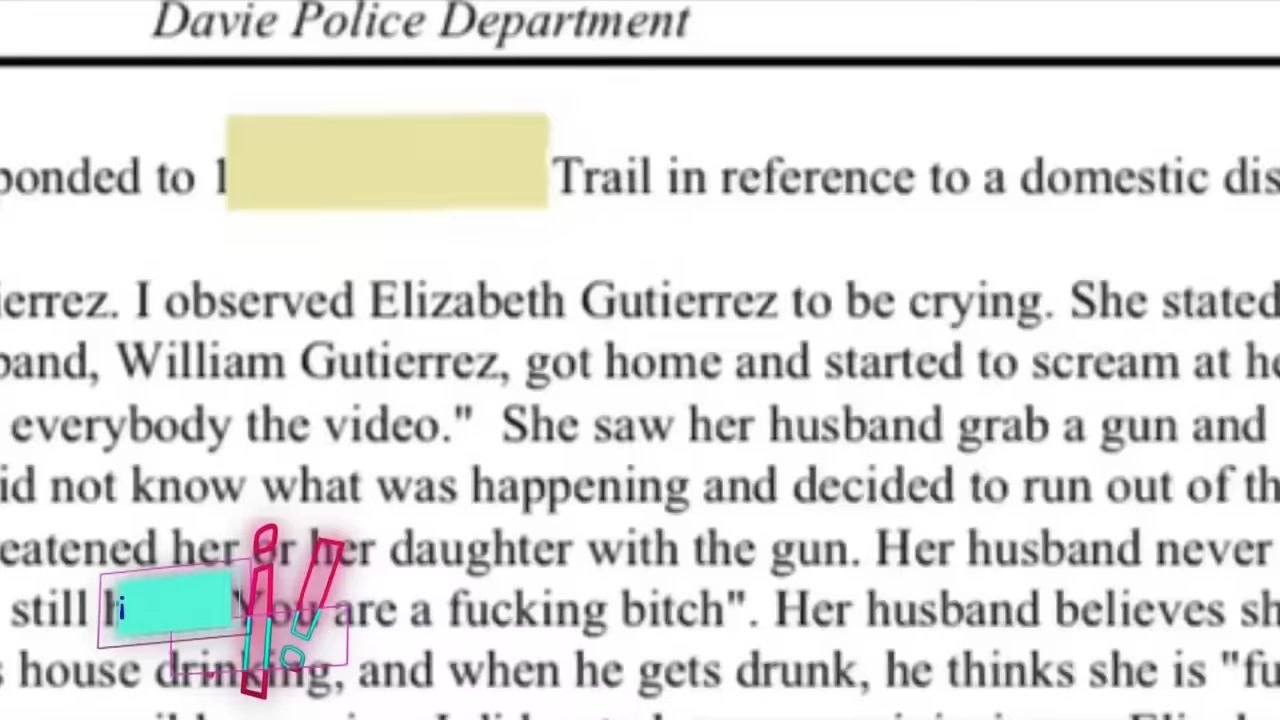 Davie Police Department
ponded to 1 Trail in reference to a domestic dis
ierrez. I observed Elizabeth Gutierrez to be crying. She stated
band, William Gutierrez, got home and started to scream at he
everybody the video." She saw her husband grab a gun and
id not know what was happening and decided to run out of th
eatened her or her daughter with the gun. Her husband never
still "You are a fucking bitch". Her husband believes sh
s house drinking, and when he gets drunk, he thinks she is "fu